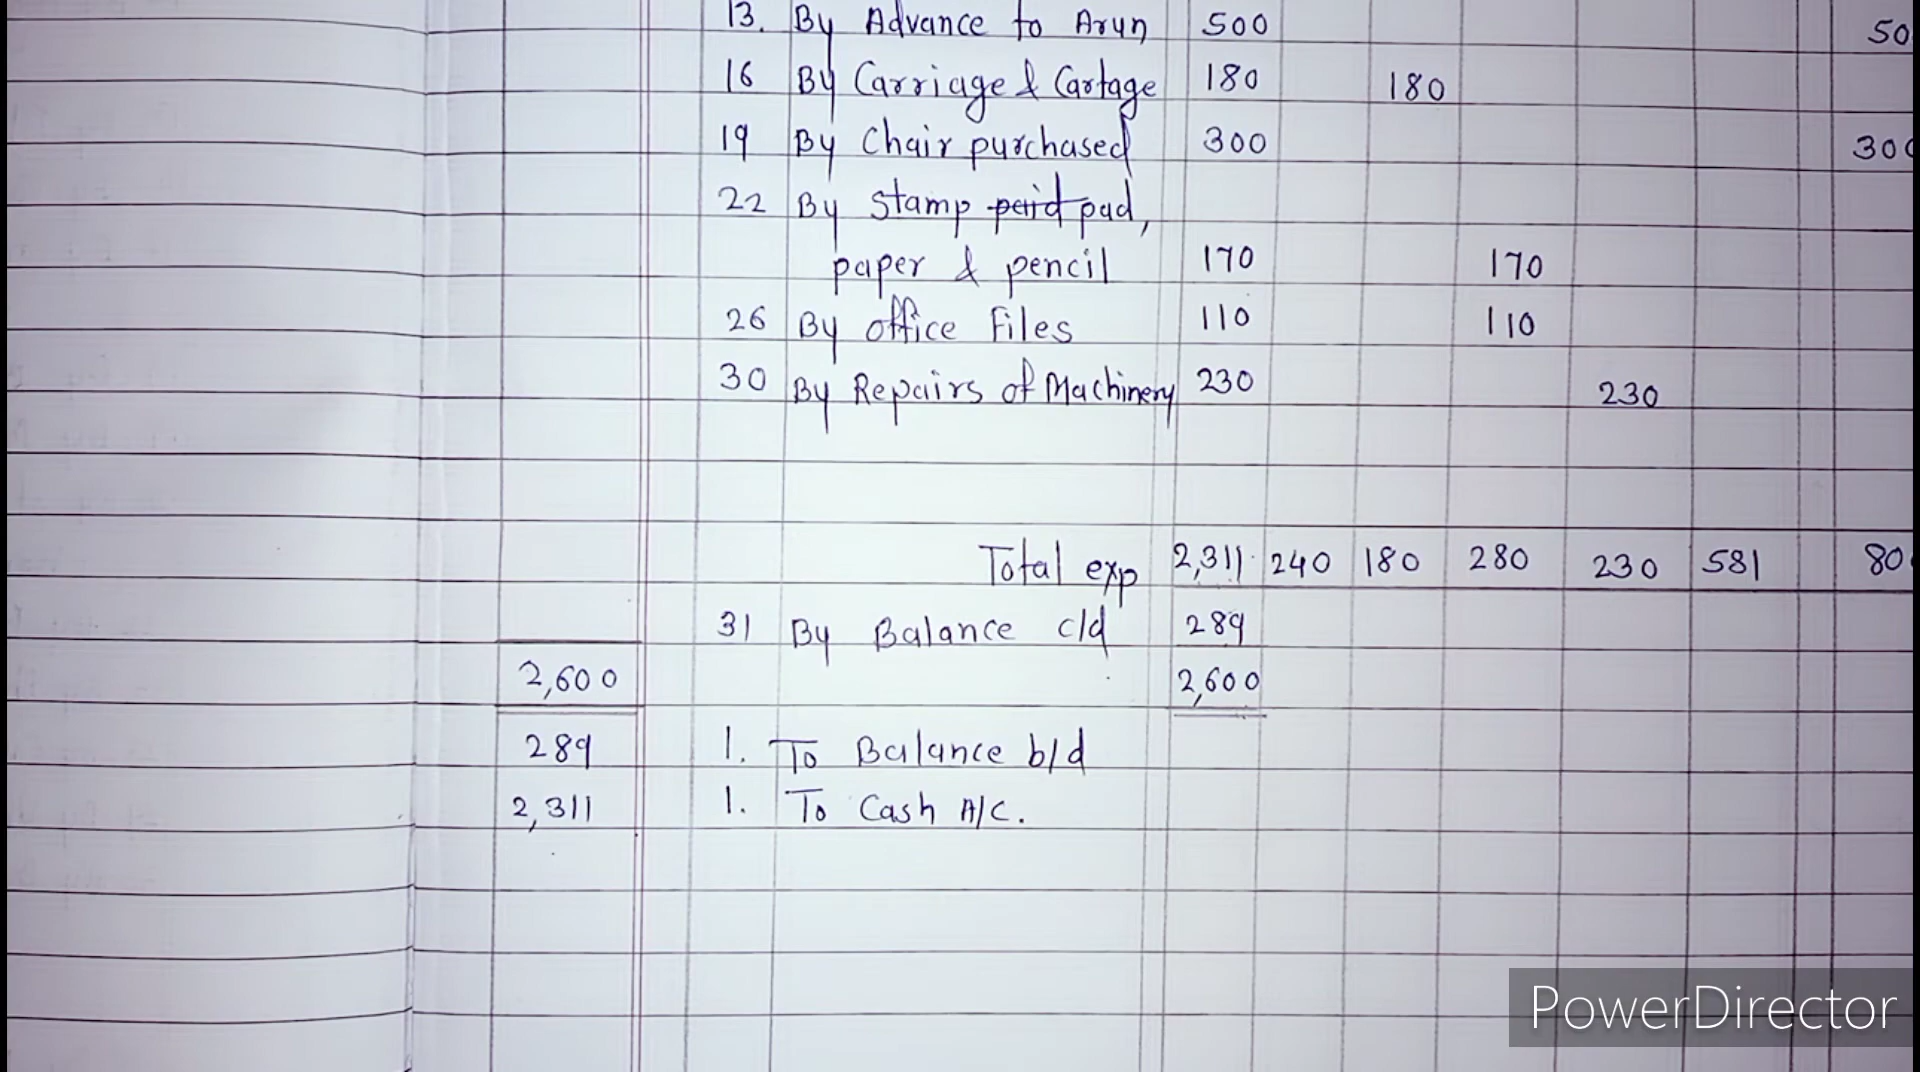 13. By Advance to Arun 500 50
16 By Carriage & Cartage 180 180
19 By Chair purchased 300 300
22 By Stamp paid pad,
paper & pencil 170 170
26 By office Files 110 110
30 By Repairs of Machinery 230 230
Total exp 2,311 240 180 280 230 581 80
31 By Balance c/d 289
2,600 2,600
289 1. To Balance b/d
2,311 1. To Cash A/C.
PowerDirector